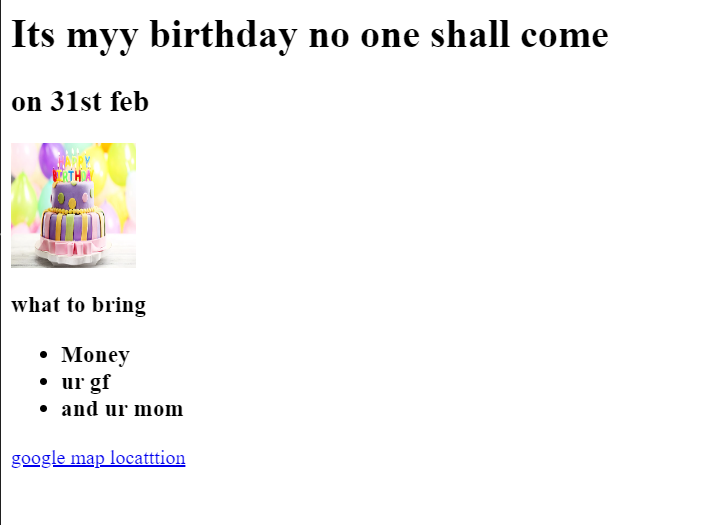 Its myy birthday no one shall come
on 31st feb
HAPPY
BIRTHDAY
what to bring
Money
ur gf
and ur mom
google map locatttion